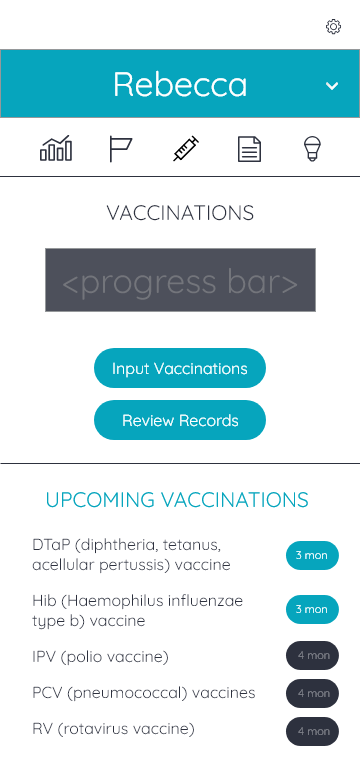 Rebecca
VACCINATIONS
<progress bar>
Input Vaccinations
Review Records
UPCOMING VACCINATIONS
DTaP (diphtheria, tetanus,
acellular pertussis) vaccine
3 mon
Hib (Haemophilus influenzae
type b) vaccine
3 mon
IPV (polio vaccine)
4 mon
PCV (pneumococcal) vaccines
4 mon
RV (rotavirus vaccine)
4 mon